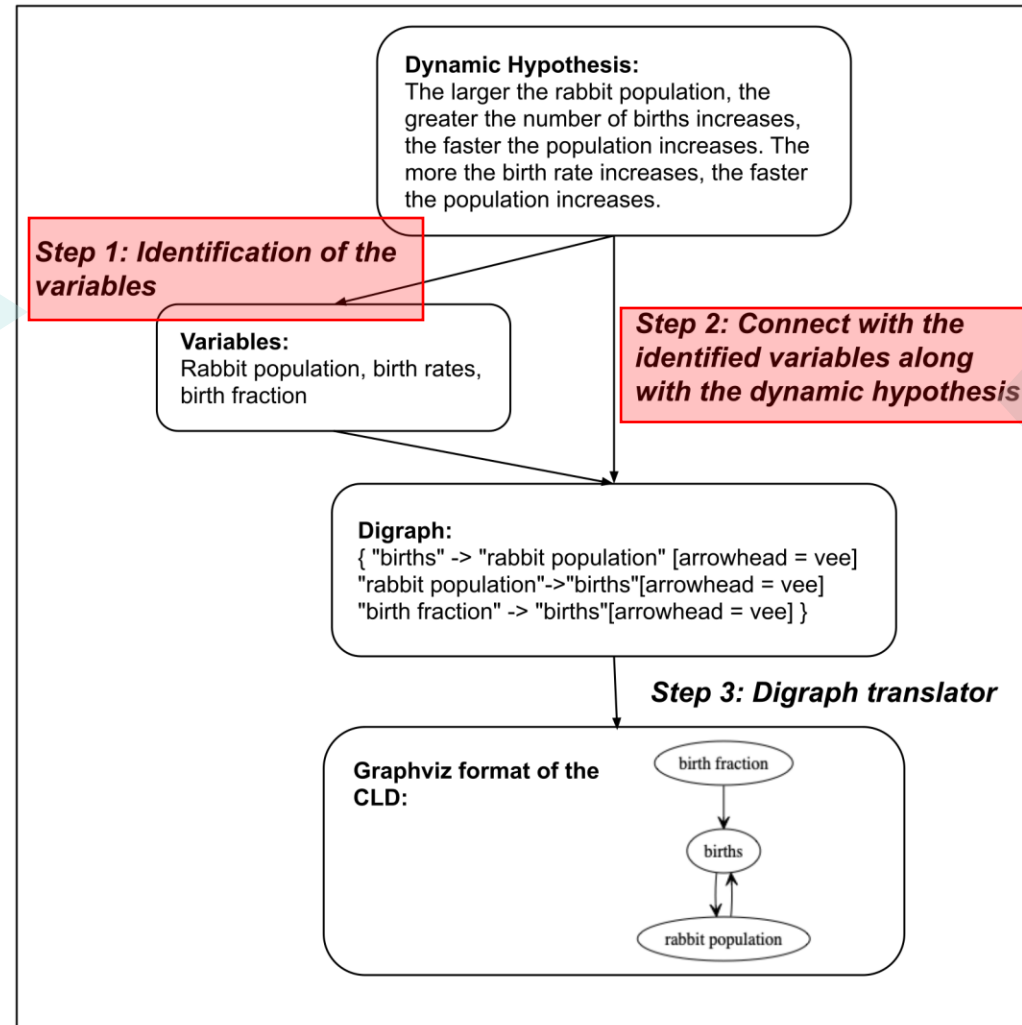 Dynamic Hypothesis:
The larger the rabbit population, the
greater the number of births increases,
the faster the population increases. The
more the birth rate increases, the faster
the population increases.
Step 1: Identification of the
variables
Variables:
Rabbit population, birth rates,
birth fraction
Step 2: Connect with the
identified variables along
with the dynamic hypothesis
Digraph:
{ "births" -> "rabbit population" [arrowhead = vee]
"rabbit population"->"births"[arrowhead = vee]
"birth fraction" -> "births"[arrowhead = vee] }
Step 3: Digraph translator
Graphviz format of the
CLD:
birth fraction
births
rabbit population